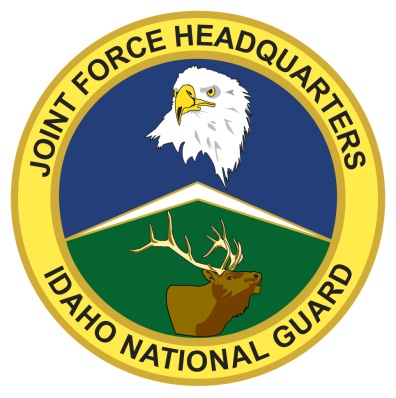 JOINT FORCE HEADQUARTERS
IDAHO NATIONAL GUARD